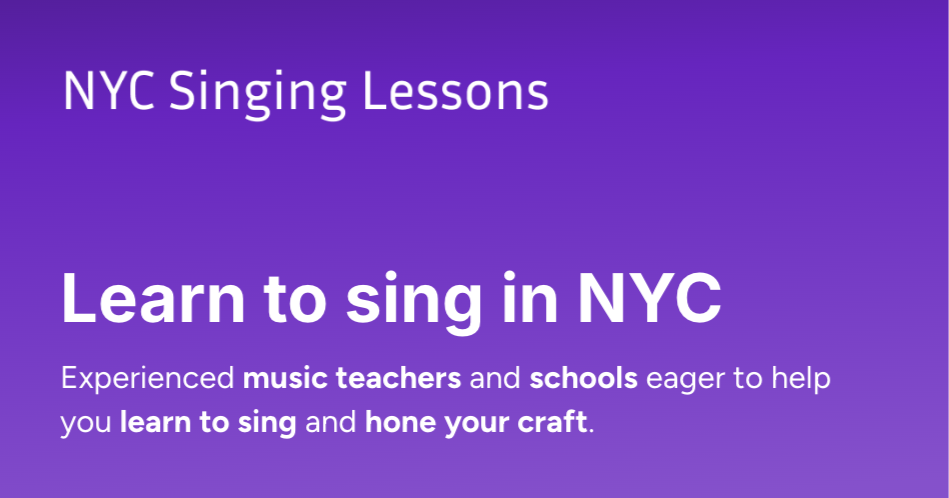 NYC Singing Lessons
Learn to sing in NYC
Experienced music teachers and schools eager to help
you learn to sing and hone your craft.